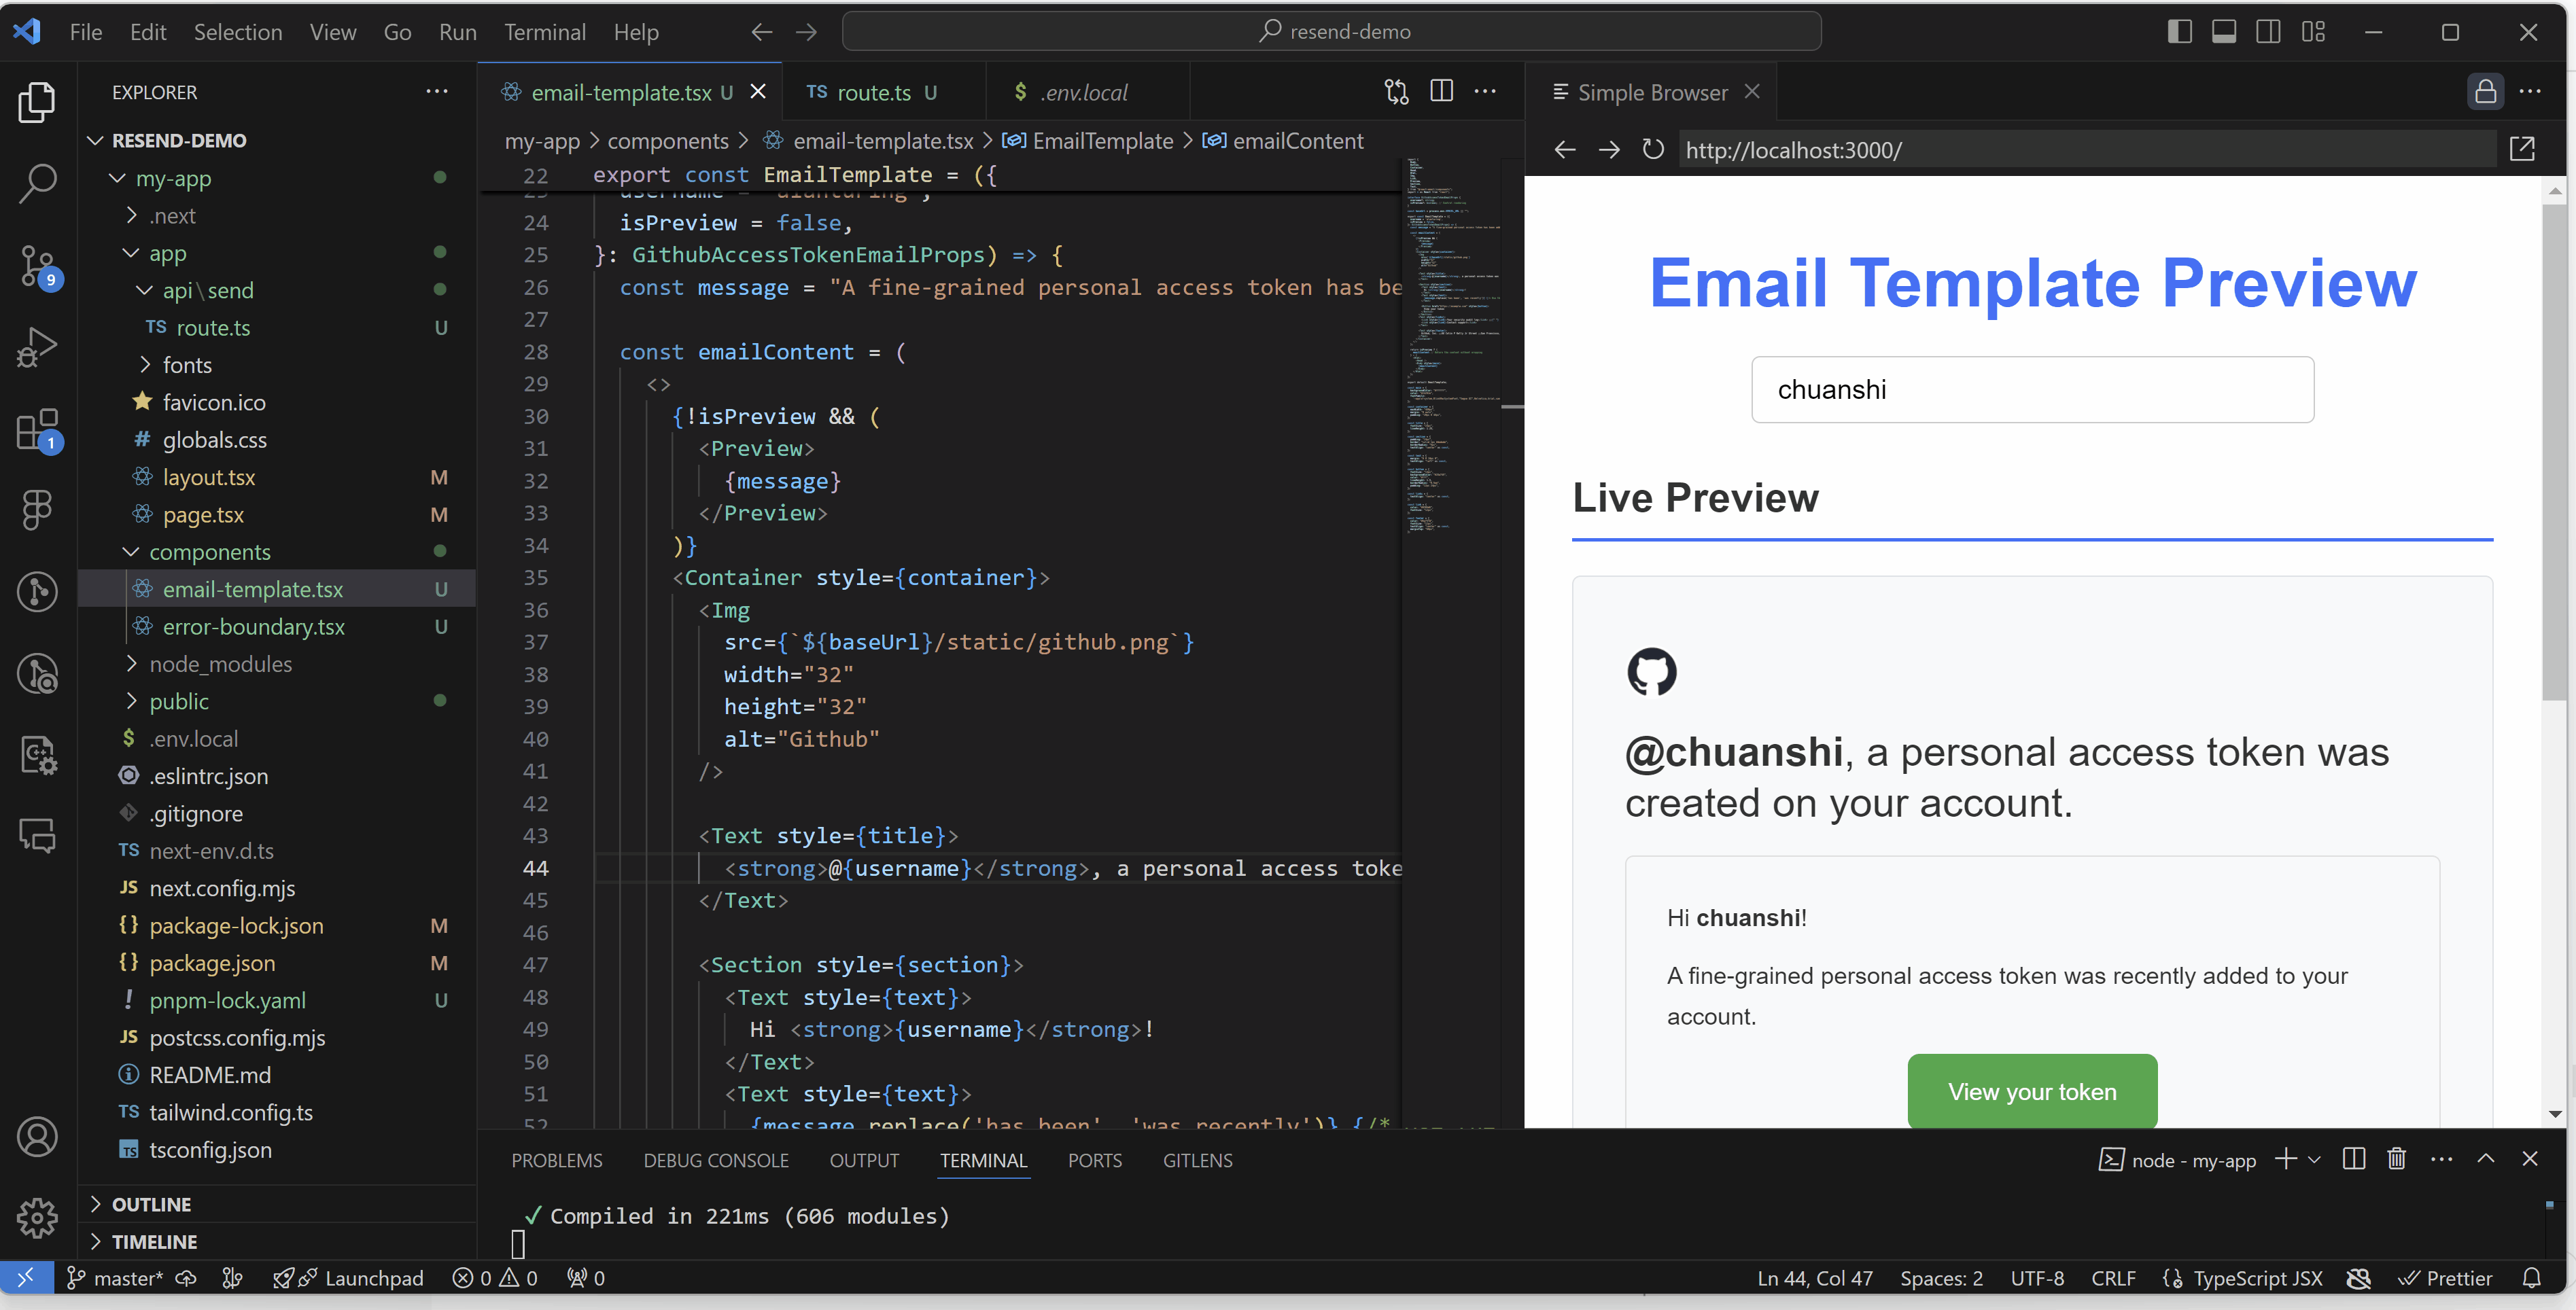 File Edit Selection View Go Run Terminal Help
resend-demo
EXPLORER
RESEND-DEMO
my-app
.next
app
api\send
TS route.ts U
fonts
favicon.ico
# globals.css
layout.tsx M
page.tsx M
components
email-template.tsx U
error-boundary.tsx U
node_modules
public
$ .env.local
.eslintrc.json
.gitignore
TS next-env.d.ts
JS next.config.mjs
{} package-lock.json M
{} package.json M
! pnpm-lock.yaml U
JS postcss.config.mjs
README.md
TS tailwind.config.ts
TS tsconfig.json
OUTLINE
TIMELINE
9
1
email-template.tsx U
TS route.ts U
$ .env.local
my-app > components > email-template.tsx > EmailTemplate > emailContent
22 export const EmailTemplate = ({
24 isPreview = false,
25 }: GithubAccessTokenEmailProps) => {
26 const message = "A fine-grained personal access token has be
27
28 const emailContent = (
29 <>
30 {!isPreview && (
31 <Preview>
32 {message}
33 </Preview>
34 )}
35 <Container style={container}>
36 <Img
37 src={`${baseUrl}/static/github.png`}
38 width="32"
39 height="32"
40 alt="Github"
41 />
42
43 <Text style={title}>
44 <strong>@{username}</strong>, a personal access toke
45 </Text>
46
47 <Section style={section}>
48 <Text style={text}>
49 Hi <strong>{username}</strong>!
50 </Text>
51 <Text style={text}>
52 {message.replace('has been', 'was recently')} {/*
Simple Browser
http://localhost:3000/
Email Template Preview
chuanshi
Live Preview
@chuanshi, a personal access token was
created on your account.
Hi chuanshi!
A fine-grained personal access token was recently added to your
account.
View your token
PROBLEMS DEBUG CONSOLE OUTPUT TERMINAL PORTS GITLENS
node - my-app
✓ Compiled in 221ms (606 modules)
master* Launchpad 0 0 0
Ln 44, Col 47 Spaces: 2 UTF-8 CRLF TypeScript JSX Prettier